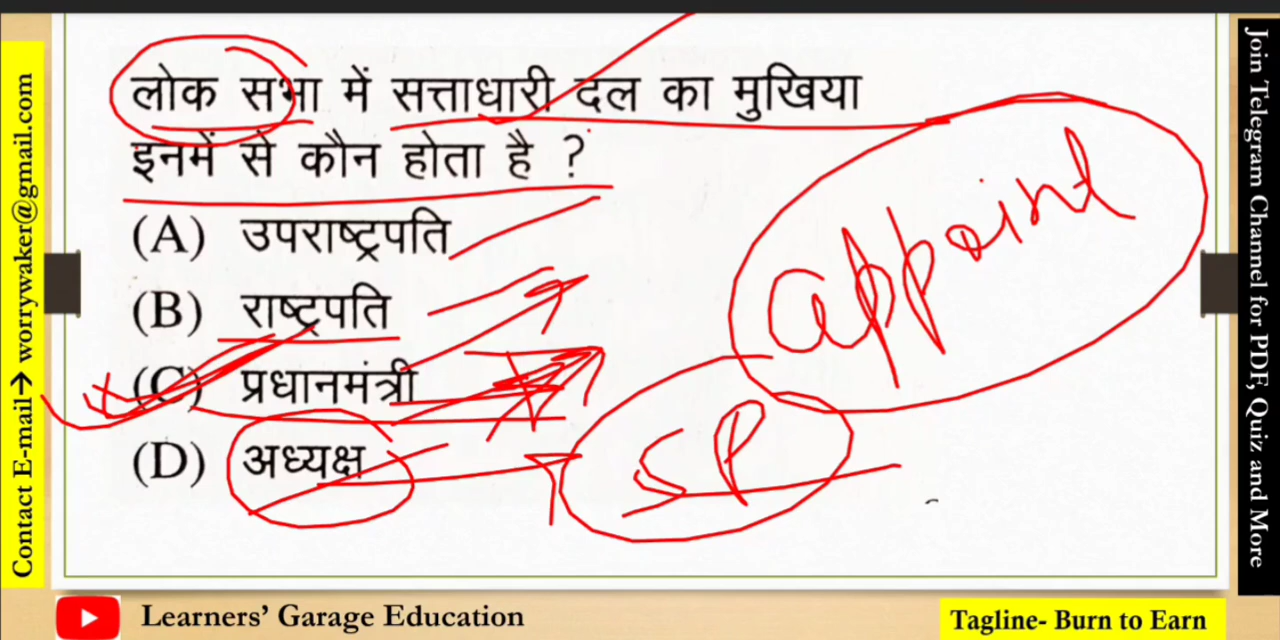 लोक सभा में सत्ताधारी दल का मुखिया
इनमें से कौन होता है ?
(A) उपराष्ट्रपति
(B) राष्ट्रपति
(C) प्रधानमंत्री
(D) अध्यक्ष
appoint
SP
Contact E-mail→ worrywaker@gmail.com
Join Telegram Channel for PDF, Quiz and More
Learners’ Garage Education
Tagline- Burn to Earn